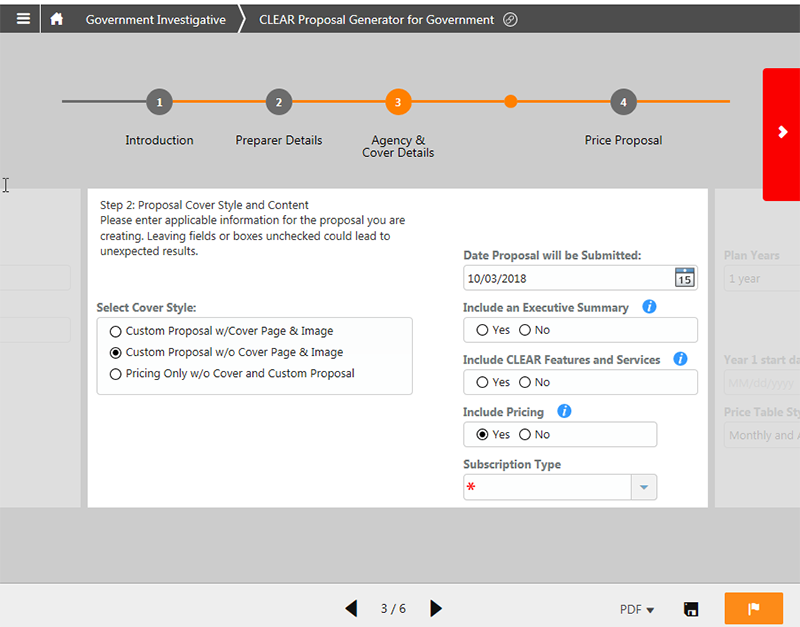 Government Investigative
CLEAR Proposal Generator for Government
1
2
3
4
Introduction
Preparer Details
Agency &
Cover Details
Price Proposal
Step 2: Proposal Cover Style and Content
Please enter applicable information for the proposal you are
creating. Leaving fields or boxes unchecked could lead to
unexpected results.
Select Cover Style:
Custom Proposal w/Cover Page & Image
Custom Proposal w/o Cover Page & Image
Pricing Only w/o Cover and Custom Proposal
Date Proposal will be Submitted:
10/03/2018
15
Include an Executive Summary
Yes No
Include CLEAR Features and Services
Yes No
Include Pricing
Yes No
Subscription Type
*
Plan Years
1 year
Year 1 start da
MM/dd/yyyy
Price Table Sty
Monthly and A
3 / 6
PDF